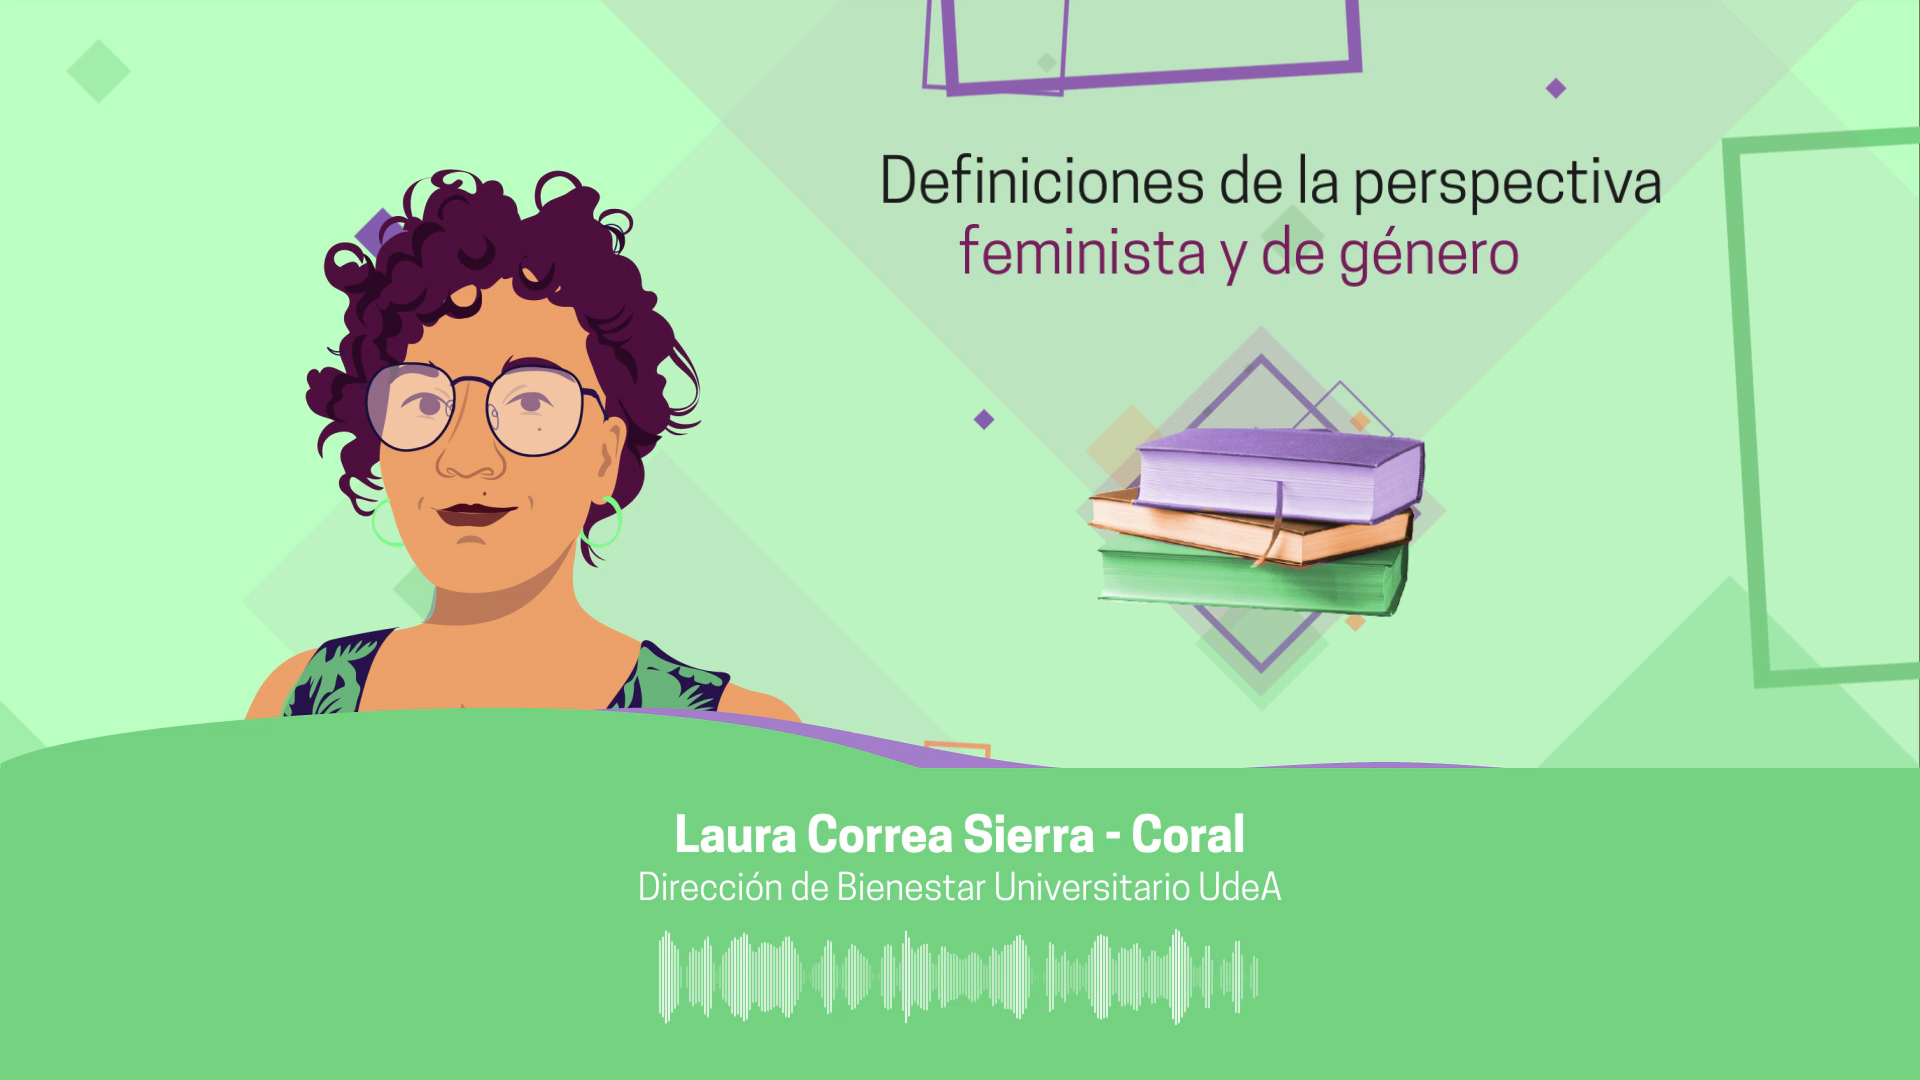 Definiciones de la perspectiva
feminista y de género
Laura Correa Sierra - Coral
Dirección de Bienestar Universitario UdeA